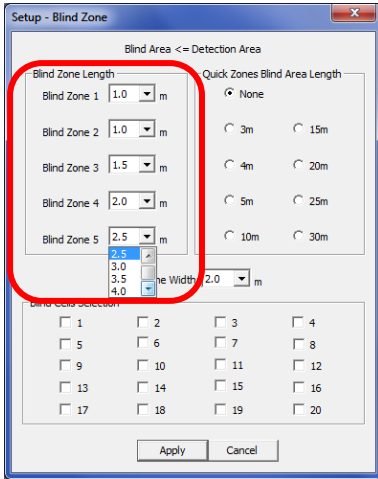 Setup - Blind Zone
Blind Area <= Detection Area
Blind Zone Length
Quick Zones Blind Area Length
Blind Zone 1 1.0 m
None
Blind Zone 2 1.0 m
3m 15m
Blind Zone 3 1.5 m
4m 20m
Blind Zone 4 2.0 m
5m 25m
Blind Zone 5 2.5 m
10m 30m
2.5
3.0
3.5
4.0
ne Width 2.0 m
Blind Cells Selection
1 2 3 4
5 6 7 8
9 10 11 12
13 14 15 16
17 18 19 20
Apply Cancel